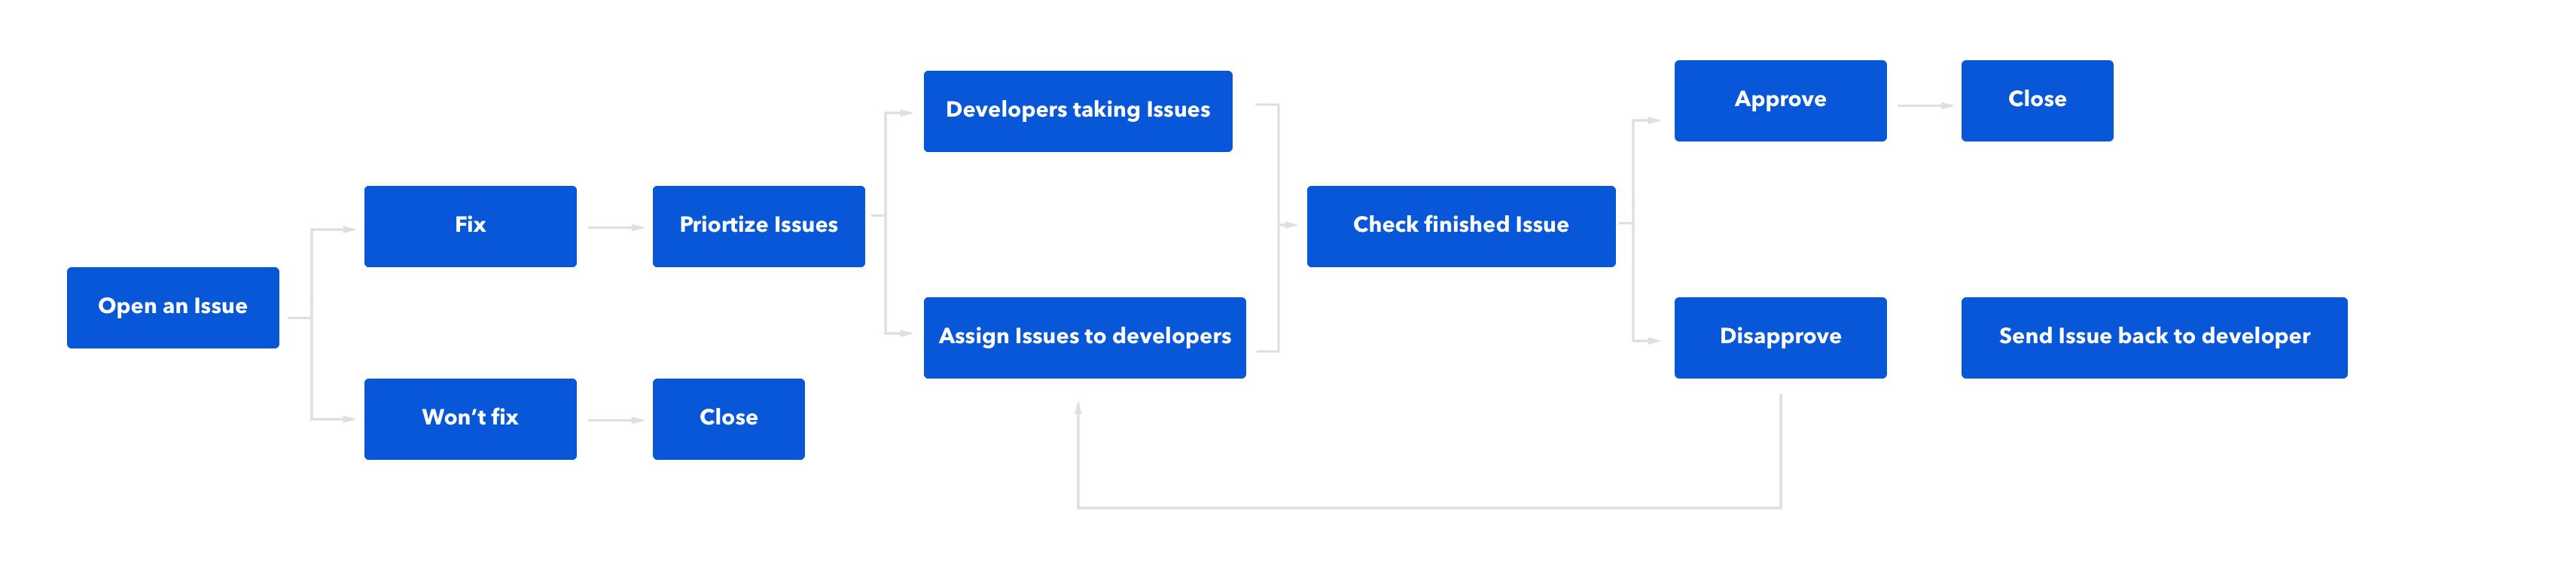 Open an Issue
Fix
Won’t fix
Priortize Issues
Close
Developers taking Issues
Assign Issues to developers
Check finished Issue
Approve
Close
Disapprove
Send Issue back to developer